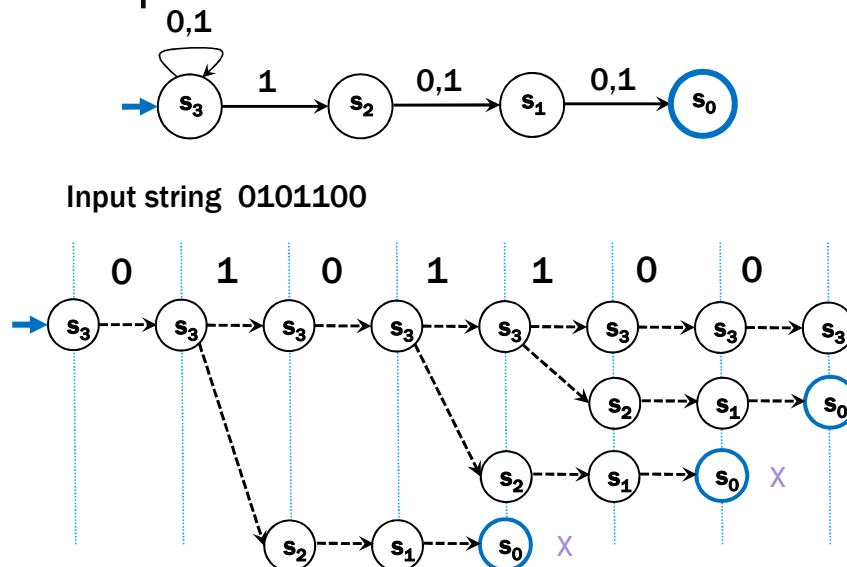 0,1
1 0,1 0,1
s₃ s₂ s₁ s₀
Input string 0101100
0 1 0 1 1 0 0
s₃ s₃ s₃ s₃ s₃ s₃ s₃ s₃
s₂ s₁ s₀
s₂ s₁ s₀ X
s₂ s₁ s₀ X